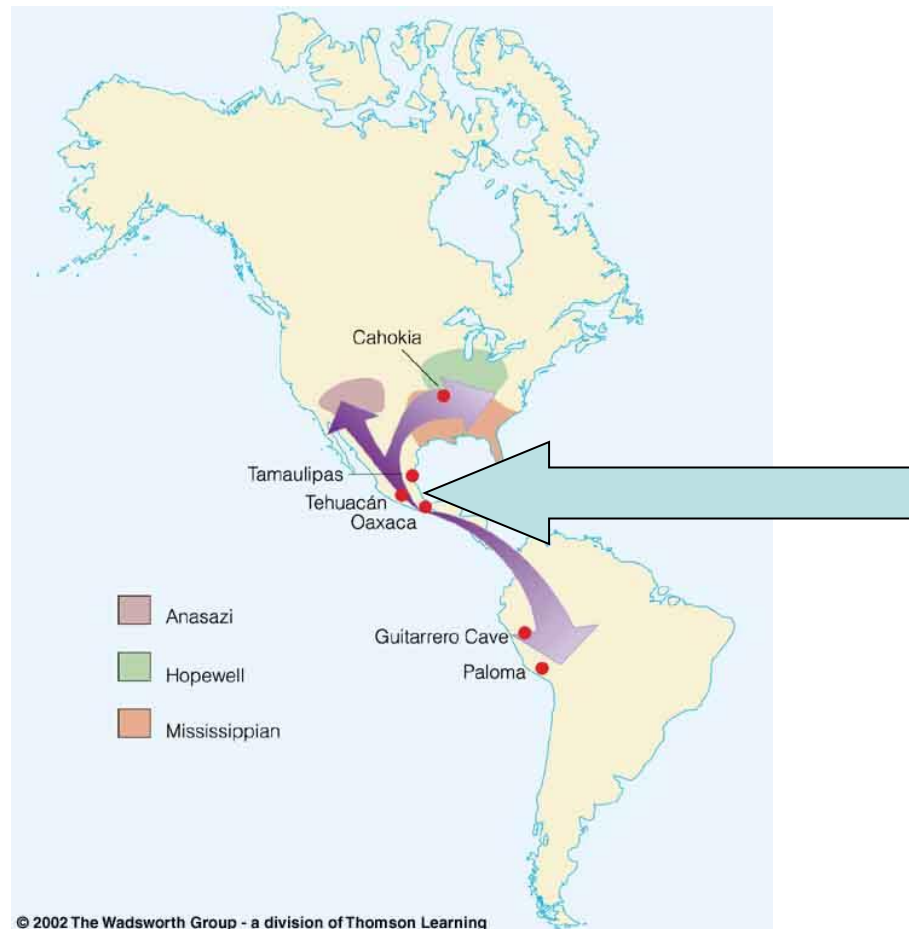 Cahokia
Tamaulipas
Tehuacán
Oaxaca
Guitarrero Cave
Paloma
Anasazi
Hopewell
Mississippian
© 2002 The Wadsworth Group - a division of Thomson Learning